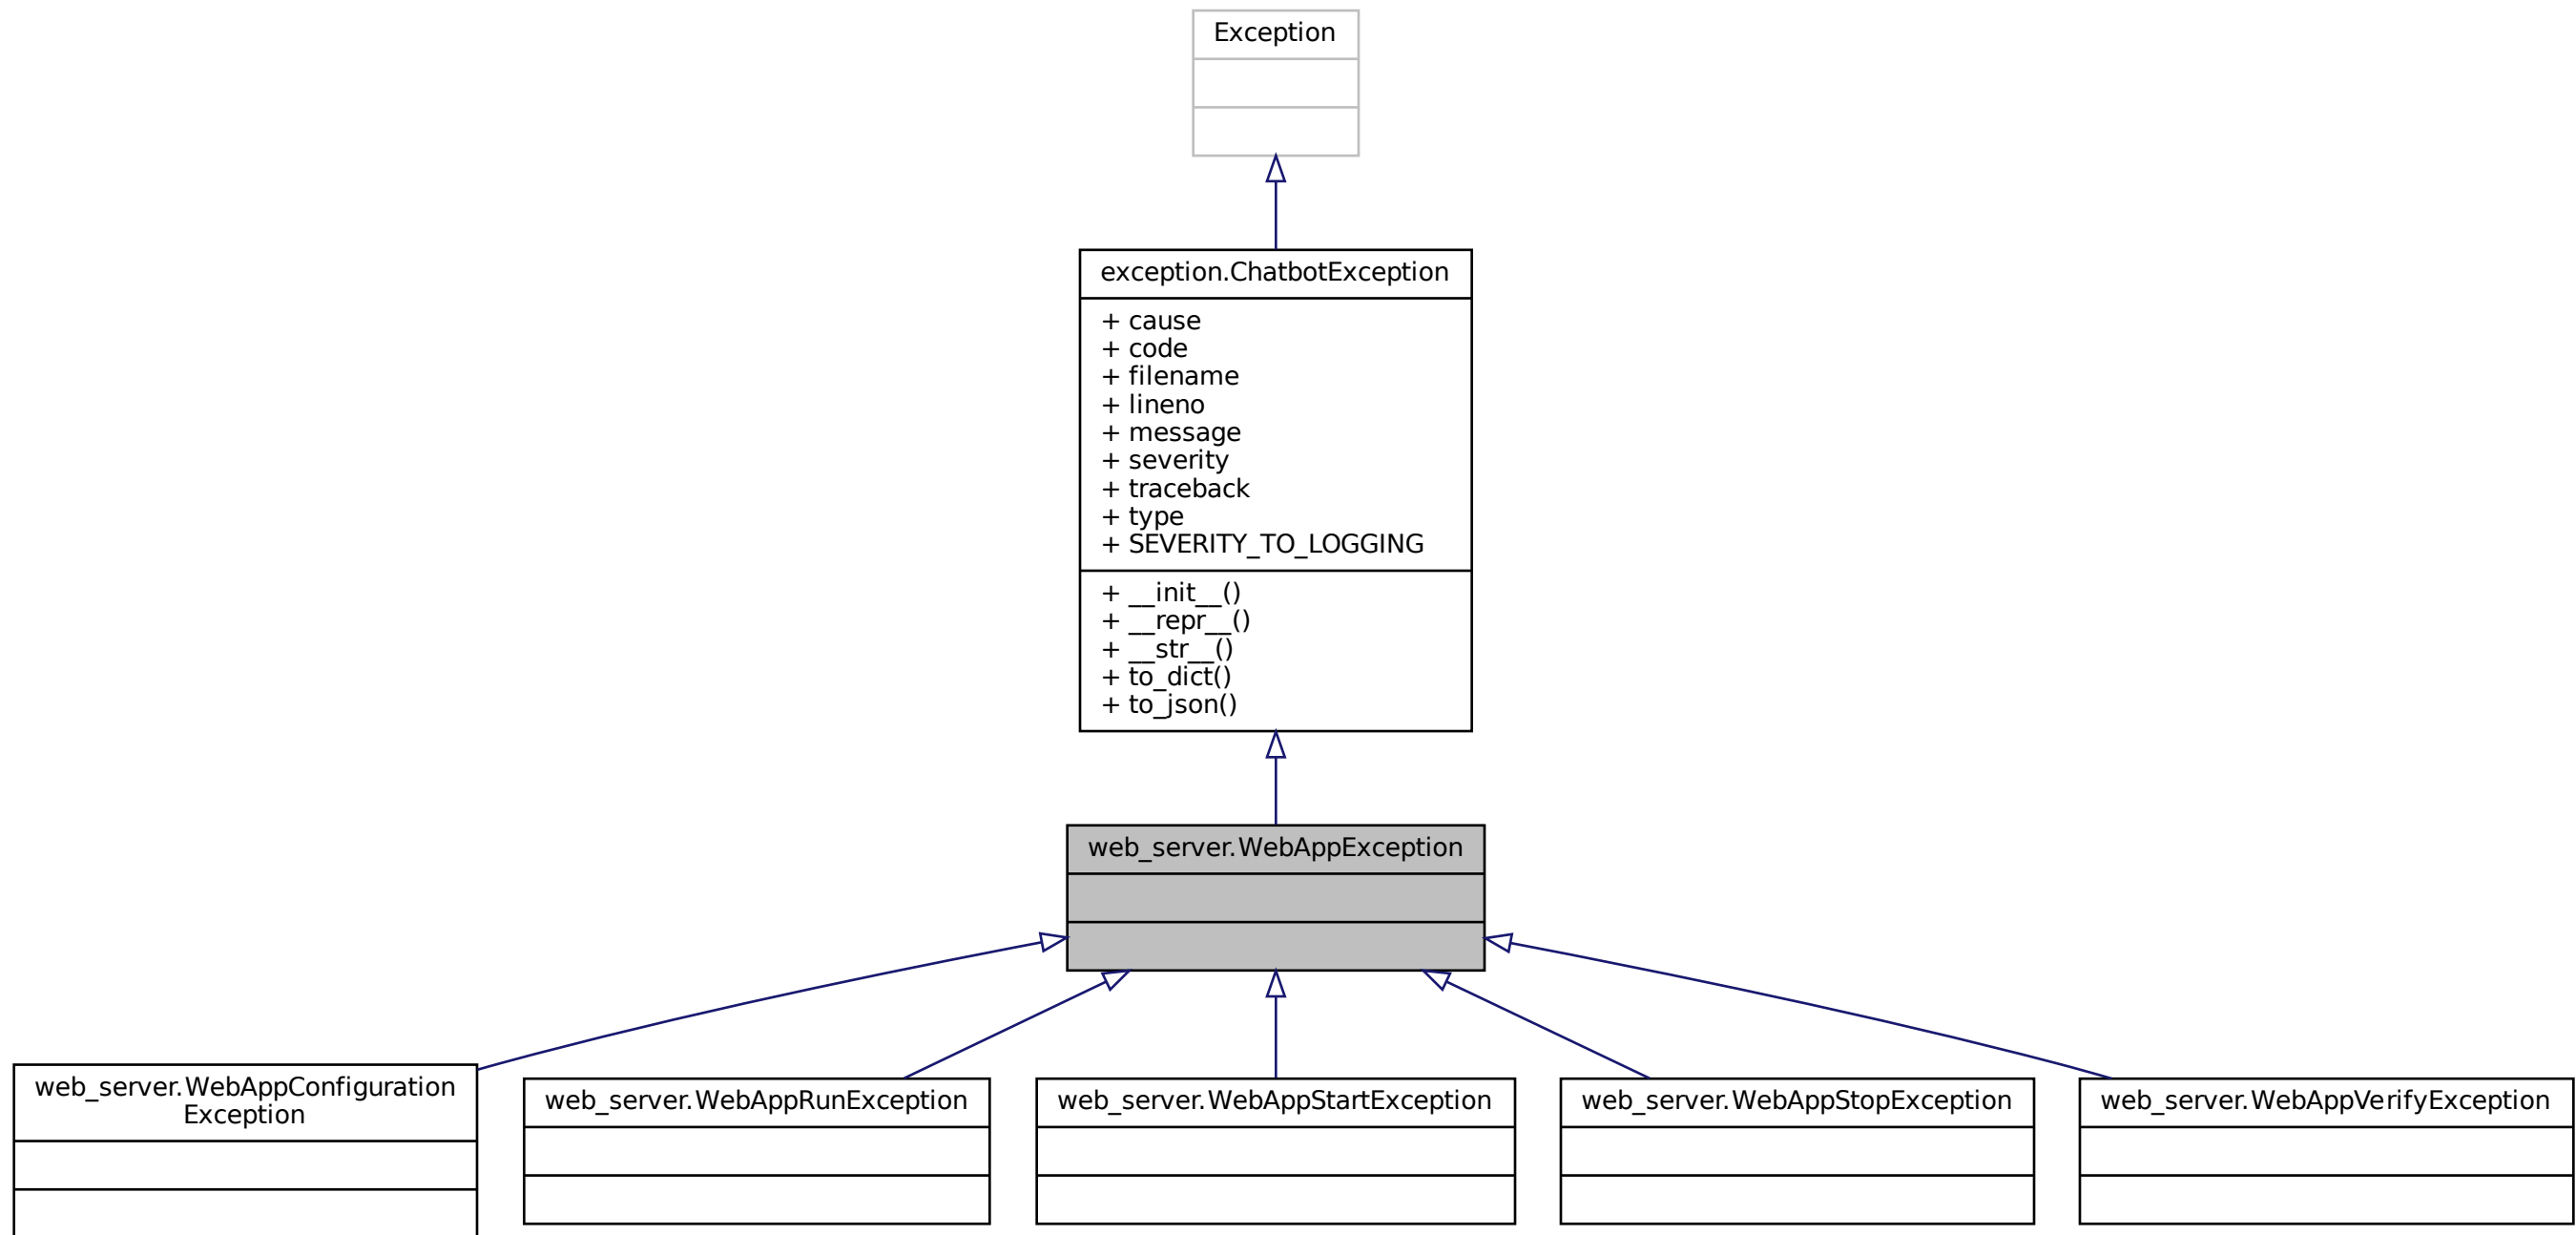 Exception
exception.ChatbotException
+ cause
+ code
+ filename
+ lineno
+ message
+ severity
+ traceback
+ type
+ SEVERITY_TO_LOGGING
+ __init__()
+ __repr__()
+ __str__()
+ to_dict()
+ to_json()
web_server.WebAppException
web_server.WebAppConfiguration
Exception
web_server.WebAppRunException
web_server.WebAppStartException
web_server.WebAppStopException
web_server.WebAppVerifyException